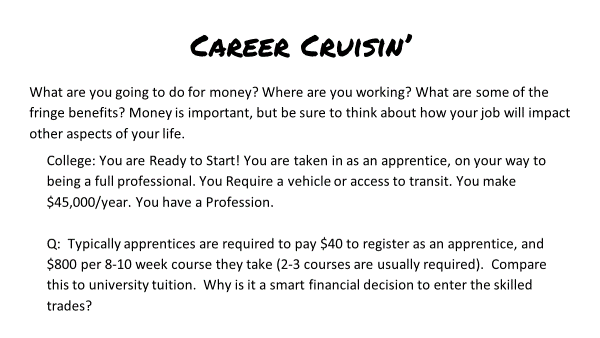 Career Cruisin’
What are you going to do for money? Where are you working? What are some of the
fringe benefits? Money is important, but be sure to think about how your job will impact
other aspects of your life.
College: You are Ready to Start! You are taken in as an apprentice, on your way to
being a full professional. You Require a vehicle or access to transit. You make
$45,000/year. You have a Profession.
Q:  Typically apprentices are required to pay $40 to register as an apprentice, and
$800 per 8-10 week course they take (2-3 courses are usually required).  Compare
this to university tuition.  Why is it a smart financial decision to enter the skilled
trades?